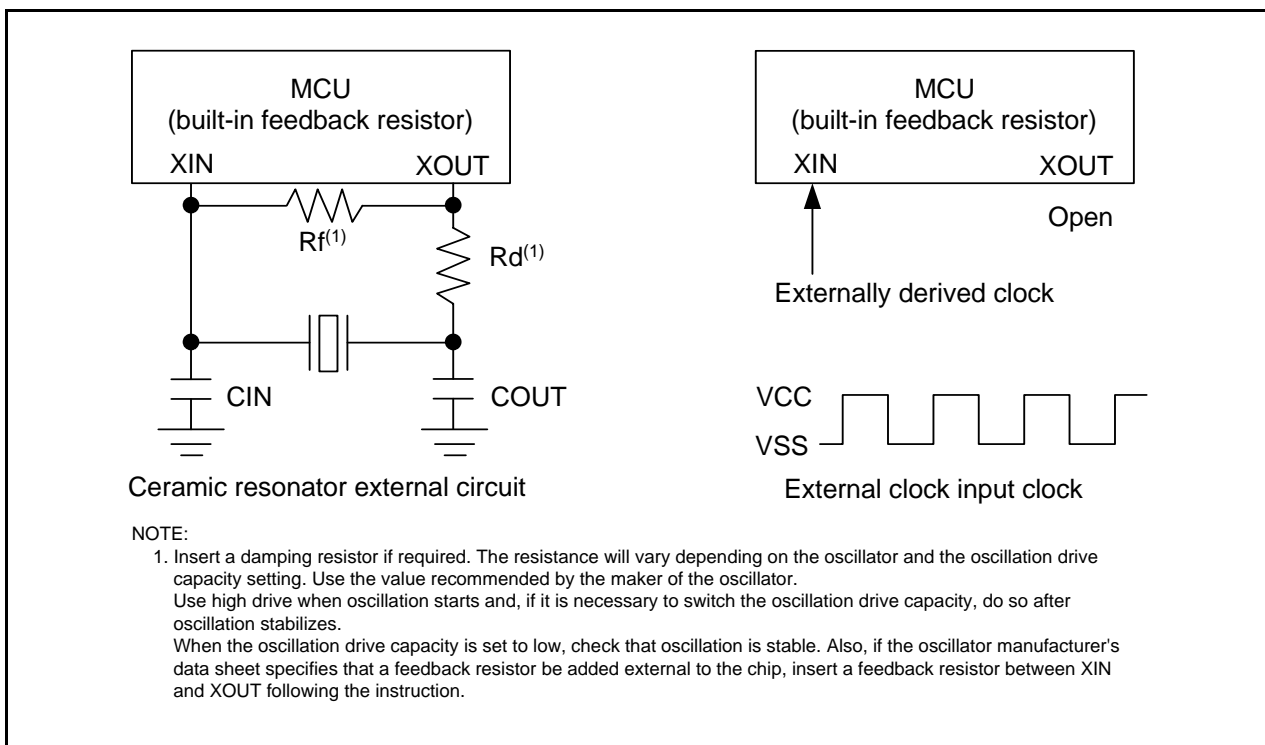 MCU
(built-in feedback resistor)
XIN XOUT
Rf(1)
Rd(1)
CIN COUT
Ceramic resonator external circuit
MCU
(built-in feedback resistor)
XIN XOUT
Open
Externally derived clock
VCC
VSS
External clock input clock
NOTE:
1. Insert a damping resistor if required. The resistance will vary depending on the oscillator and the oscillation drive
capacity setting. Use the value recommended by the maker of the oscillator.
Use high drive when oscillation starts and, if it is necessary to switch the oscillation drive capacity, do so after
oscillation stabilizes.
When the oscillation drive capacity is set to low, check that oscillation is stable. Also, if the oscillator manufacturer's
data sheet specifies that a feedback resistor be added external to the chip, insert a feedback resistor between XIN
and XOUT following the instruction.